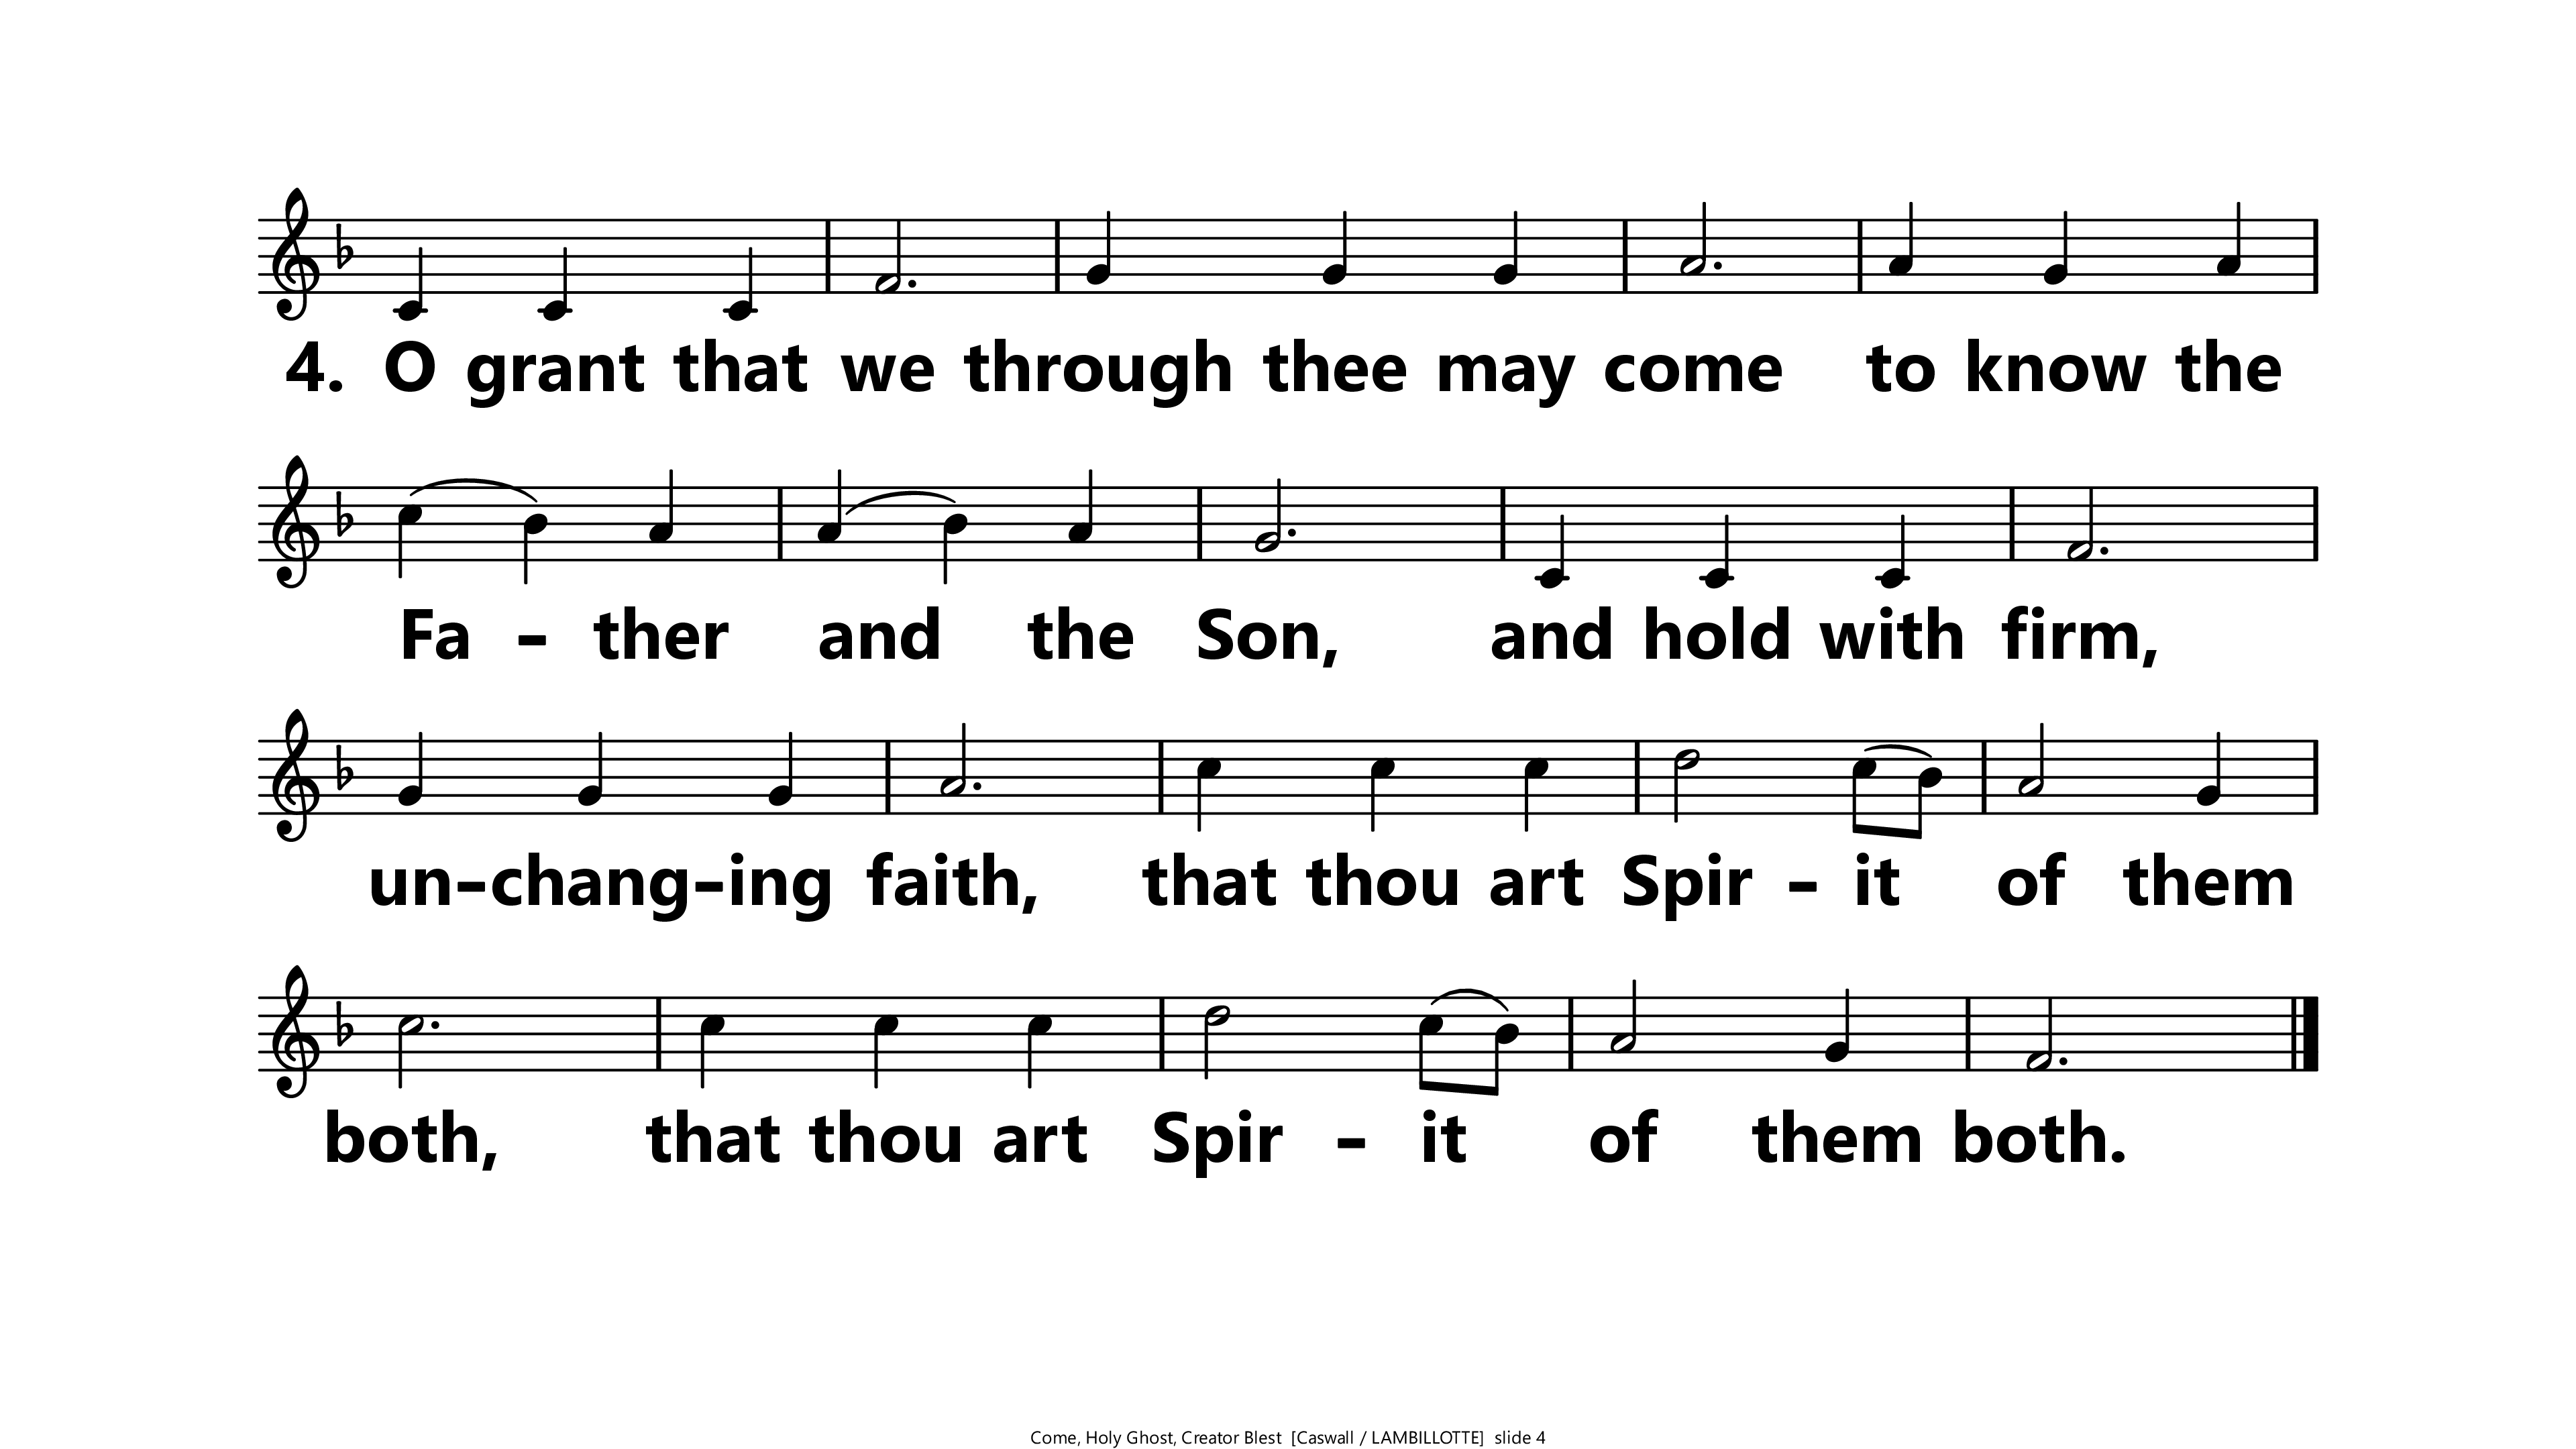 4. O grant that we through thee may come to know the
Fa - ther and the Son, and hold with firm,
un-chang-ing faith, that thou art Spir - it of them
both, that thou art Spir - it of them both.
Come, Holy Ghost, Creator Blest [Caswall / LAMBILLOTTE] slide 4